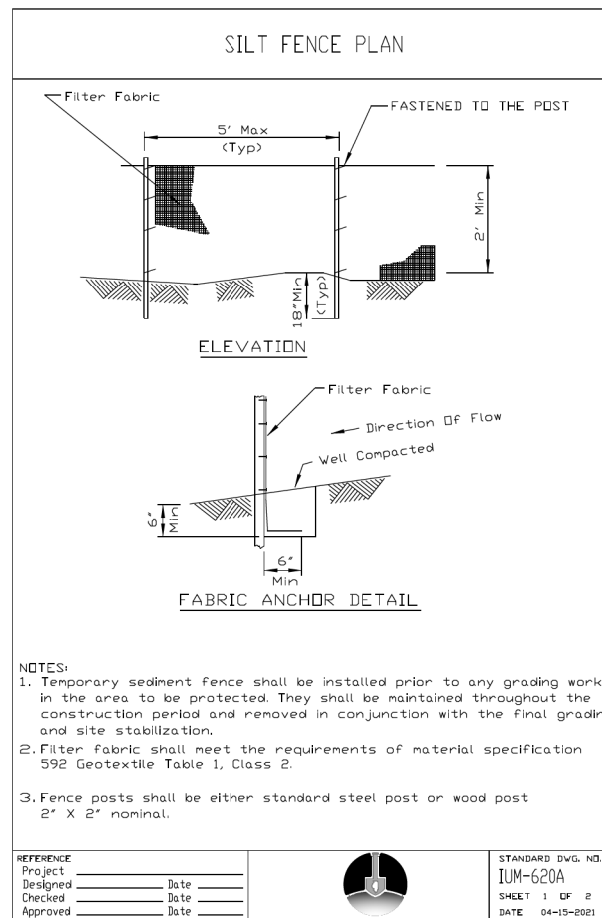 SILT FENCE PLAN
Filter Fabric
FASTENED TO THE POST
5' Max
(Typ)
2' Min
18"Min
(Typ)
ELEVATION
Filter Fabric
Direction Of Flow
Well Compacted
6"
Min
6"
Min
FABRIC ANCHOR DETAIL
NOTES:
1. Temporary sediment fence shall be installed prior to any grading work
in the area to be protected. They shall be maintained throughout the
construction period and removed in conjunction with the final gradin
and site stabilization.
2. Filter fabric shall meet the requirements of material specification
592 Geotextile Table 1, Class 2.
3. Fence posts shall be either standard steel post or wood post
2" X 2" nominal.
REFERENCE
Project
Designed Date
Checked Date
Approved Date
STANDARD DWG. NO.
IUM-620A
SHEET 1 OF 2
DATE 04-15-2021